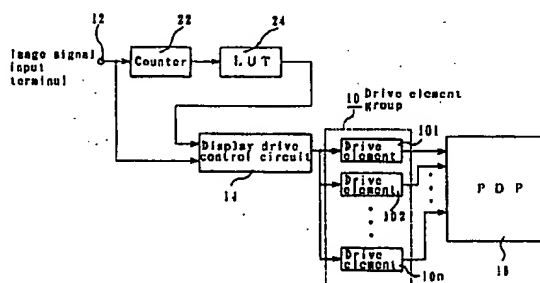 12
22
24
Image signal
input
terminal
Counter
LUT
10
Drive element
group
101
Drive
element
Display drive
control circuit
14
Drive
element
102
Drive
element
10n
PDP